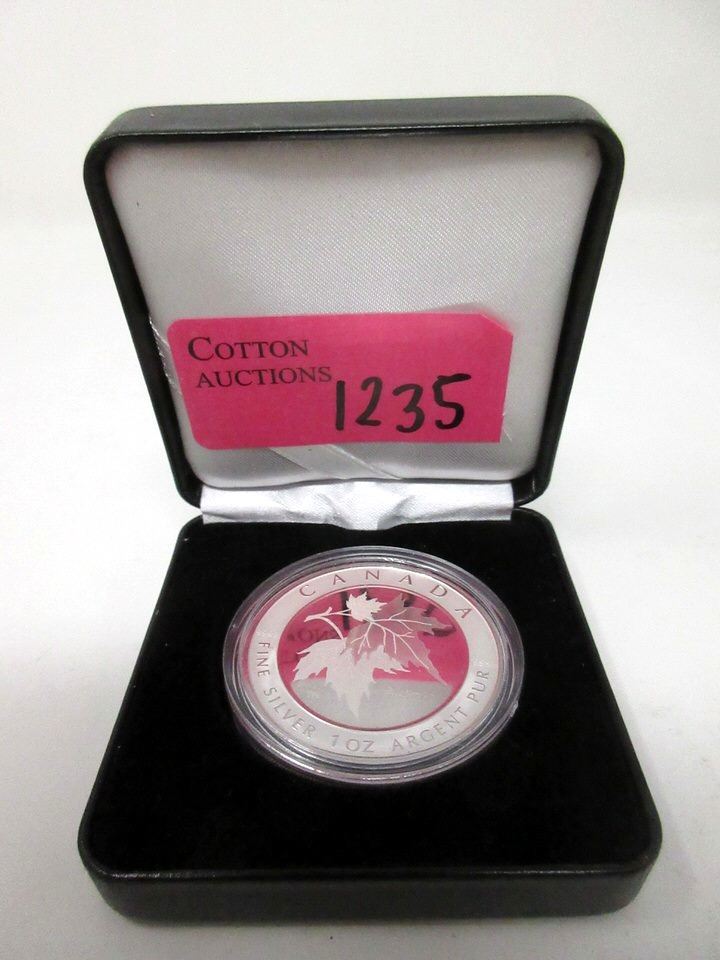 COTTON
AUCTIONS
1235
CANADA
FINE SILVER 1 OZ ARGENT PUR